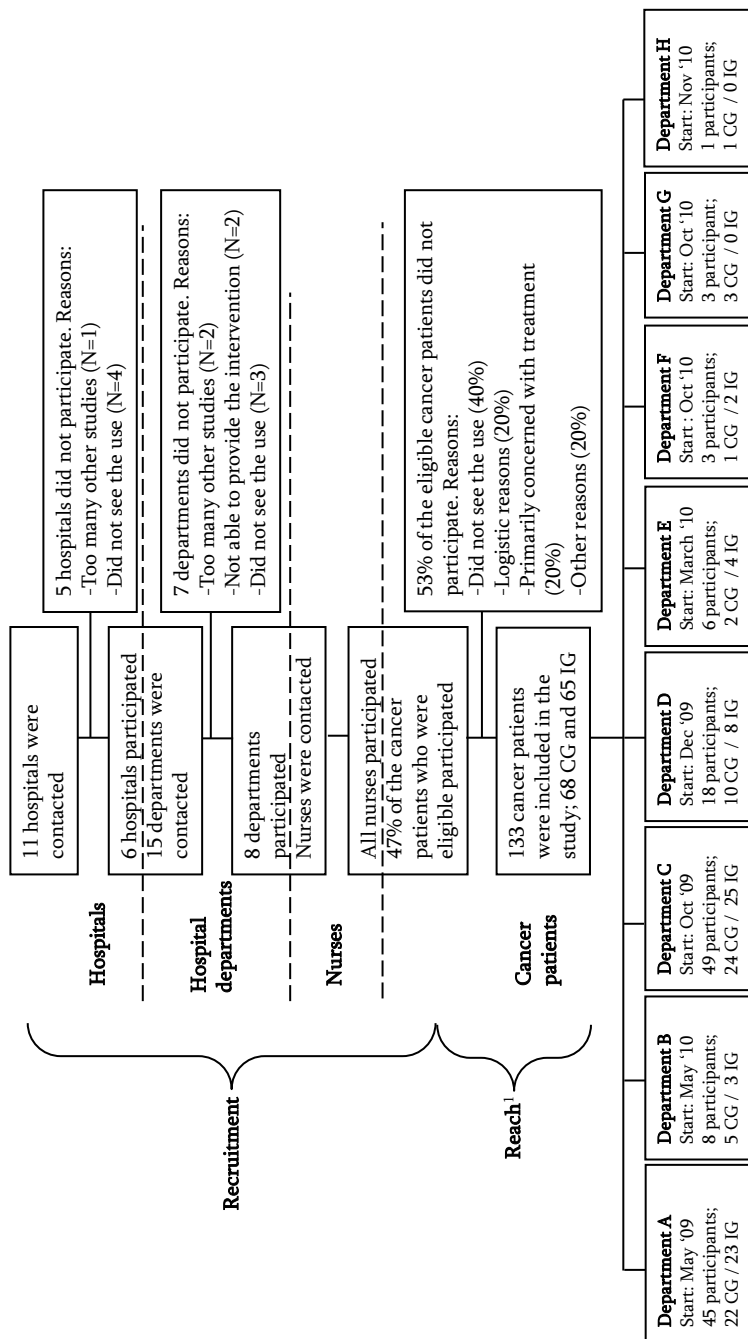 11 hospitals were
contacted
5 hospitals did not participate. Reasons:
-Too many other studies (N=1)
-Did not see the use (N=4)
Hospitals
6 hospitals participated
15 departments were
contacted
7 departments did not participate. Reasons:
-Too many other studies (N=2)
-Not able to provide the intervention (N=2)
-Did not see the use (N=3)
Hospital
departments
8 departments
participated
Nurses were contacted
Nurses
Recruitment
All nurses participated
47% of the cancer
patients who were
eligible participated
53% of the eligible cancer patients did not
participate. Reasons:
-Did not see the use (40%)
-Logistic reasons (20%)
-Primarily concerned with treatment
(20%)
-Other reasons (20%)
Reach1
Cancer
patients
133 cancer patients
were included in the
study; 68 CG and 65 IG
Department A
Start: May ‘09
45 participants;
22 CG / 23 IG
Department B
Start: May ‘10
8 participants;
5 CG / 3 IG
Department C
Start: Oct ‘09
49 participants;
24 CG / 25 IG
Department D
Start: Dec ‘09
18 participants;
10 CG / 8 IG
Department E
Start: March ‘10
6 participants;
2 CG / 4 IG
Department F
Start : Oct ‘10
3 participants;
1 CG / 2 IG
Department G
Start: Oct ‘10
3 participant;
3 CG / 0 IG
Department H
Start: Nov ‘10
1 participants;
1 CG / 0 IG